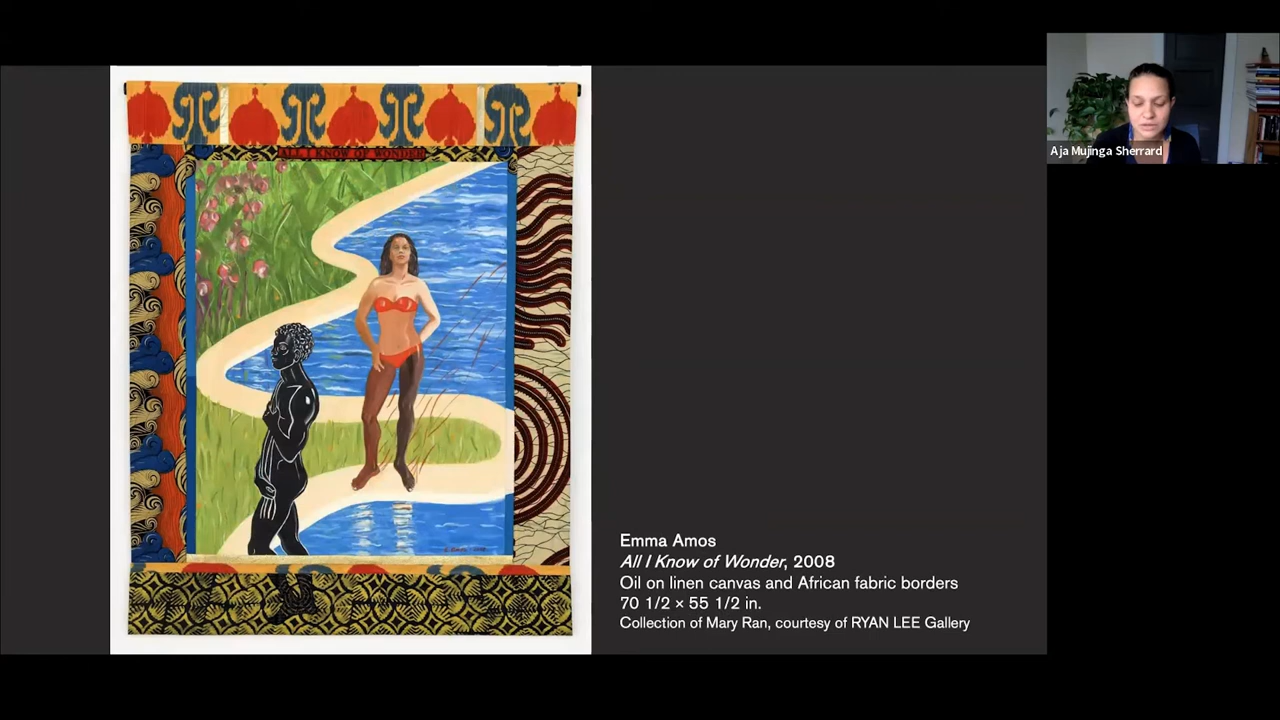 ALL I KNOW OF WONDER
Aja Mujinga Sherrard
Emma Amos
All I Know of Wonder, 2008
Oil on linen canvas and African fabric borders
70 1/2 × 55 1/2 in.
Collection of Mary Ran, courtesy of RYAN LEE Gallery